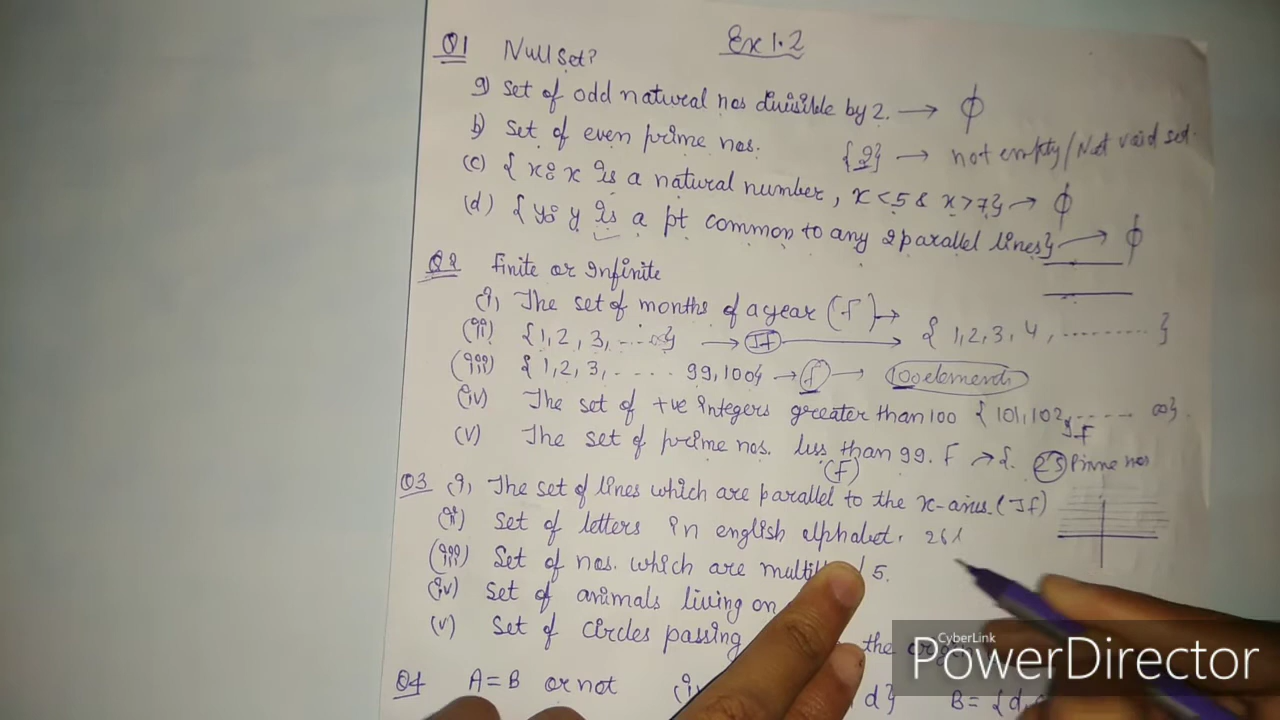 Ex 1.2
Q1 Null set?
a) Set of odd natural nos divisible by 2. → ϕ
b) Set of even prime nos. {2} → not empty/Not void set.
(c) { x: x is a natural number, x < 5 & x > 7} → ϕ
(d) { y: y is a pt common to any 2 parallel lines} → ϕ
Q2 Finite or Infinite
(i) The set of months of a year (f) →
(ii) {1, 2, 3, ..... ∞} → If → { 1, 2, 3, 4, .......... }
(iii) {1, 2, 3, ...... 99, 100} → f → 100 elements
(iv) The set of +ve integers greater than 100 { 101, 102, ...... ∞}. If
(v) The set of prime nos. less than 99. F → {. 25 Prime nos
Q3 (i) The set of lines which are parallel to the x-axis. (If)
(ii) Set of letters in english alphabet. (F) 26
(iii) Set of nos. which are 5.
(iv) Set of animals living on
(v) Set of circles passing the
Q4 A = B or not (i) d } B = { d,
CyberLink
PowerDirector